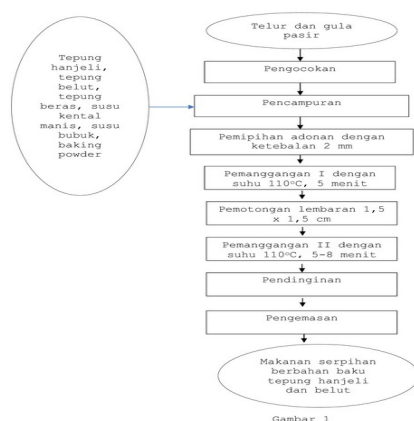 Telur dan gula
pasir
Tepung
hanjeli,
tepung
belut,
tepung
beras, susu
kental
manis, susu
bubuk,
baking
powder
Pengocokan
Pencampuran
Pemipihan adonan dengan
ketebalan 2 mm
Pemanggangan I dengan
suhu 110°C, 5 menit
Pemotongan lembaran 1,5
x 1,5 cm
Pemanggangan II dengan
suhu 110°C, 5-8 menit
Pendinginan
Pengemasan
Makanan serpihan
berbahan baku
tepung hanjeli
dan belut
Gambar 1